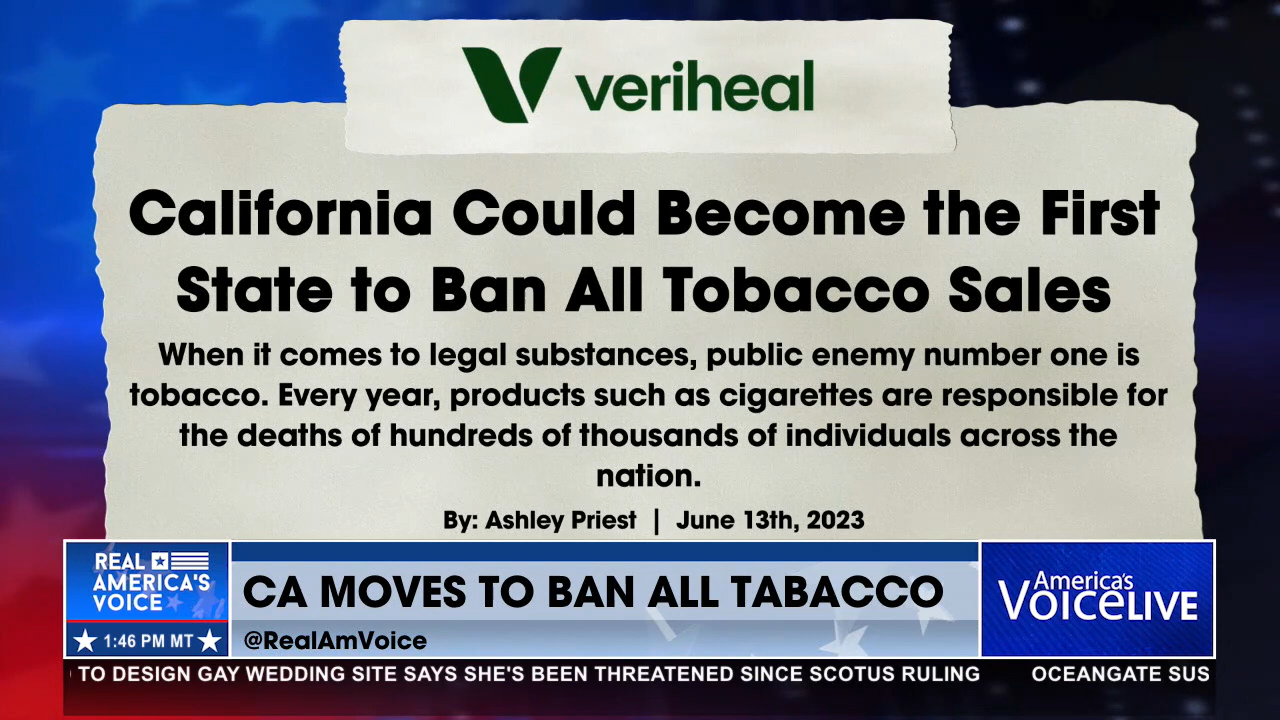 veriheal
California Could Become the First
State to Ban All Tobacco Sales
When it comes to legal substances, public enemy number one is
tobacco. Every year, products such as cigarettes are responsible for
the deaths of hundreds of thousands of individuals across the
nation.
By: Ashley Priest | June 13th, 2023
REAL
AMERICA'S
VOICE
1:46 PM MT
CA MOVES TO BAN ALL TABACCO
@RealAmVoice
America's
VOICE LIVE
TO DESIGN GAY WEDDING SITE SAYS SHE'S BEEN THREATENED SINCE SCOTUS RULING OCEANGATE SUS